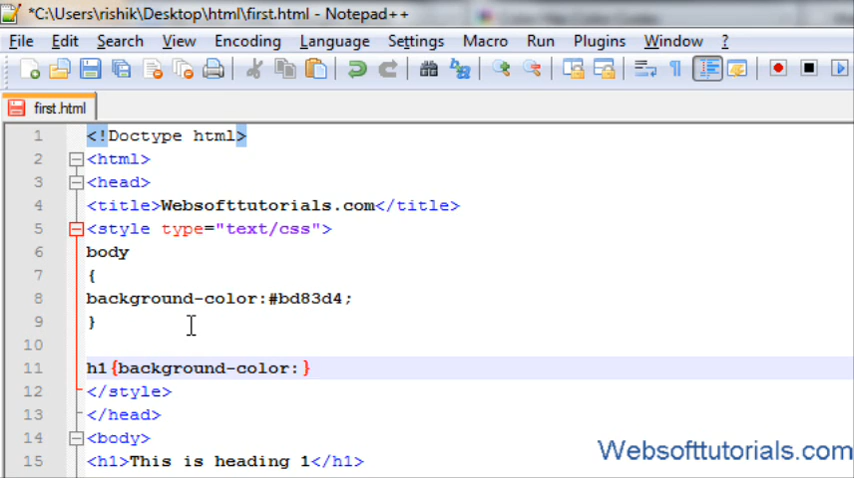 *C:\Users\rishik\Desktop\html\first.html - Notepad++
File Edit Search View Encoding Language Settings Macro Run Plugins Window ?
first.html
1 <!Doctype html>
2 <html>
3 <head>
4 <title>Websofttutorials.com</title>
5 <style type="text/css">
6 body
7 {
8 background-color:#bd83d4;
9 }
10
11 h1{background-color:}
12 </style>
13 </head>
14 <body>
15 <h1>This is heading 1</h1>
Websofttutorials.com